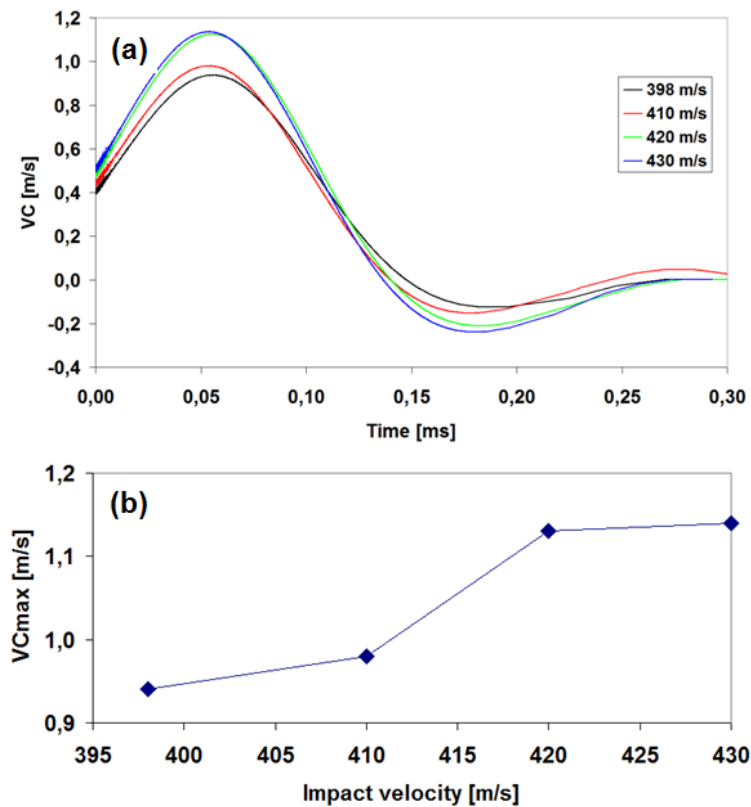 (a)
1,2
1,0
0,8
0,6
0,4
0,2
0,0
-0,2
-0,4
VC [m/s]
398 m/s
410 m/s
420 m/s
430 m/s
0,00 0,05 0,10 0,15 0,20 0,25 0,30
Time [ms]
(b)
1,2
1,1
1,0
0,9
VCmax [m/s]
395 400 405 410 415 420 425 430
Impact velocity [m/s]